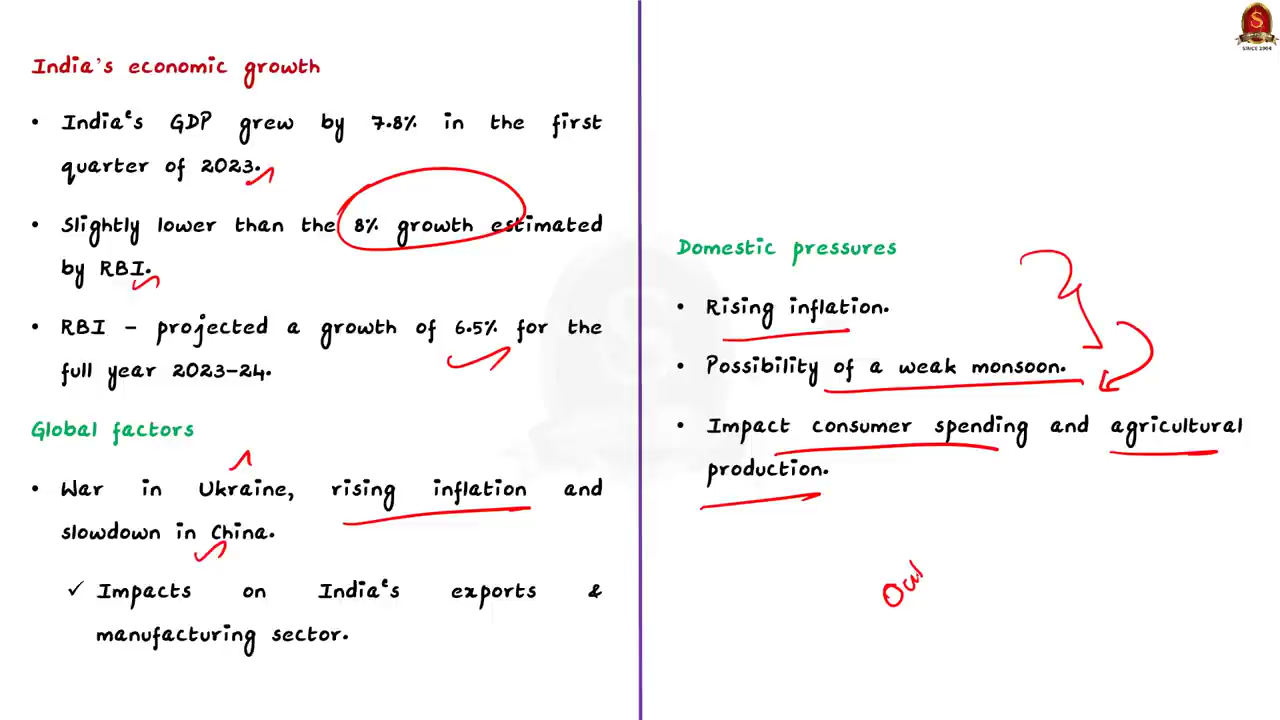 India's economic growth
• India's GDP grew by 7.8% in the first
quarter of 2023.
• Slightly lower than the 8% growth estimated
by RBI.
• RBI – projected a growth of 6.5% for the
full year 2023-24.
Global factors
• War in Ukraine, rising inflation and
slowdown in China.
✓ Impacts on India's exports &
manufacturing sector.
Domestic pressures
• Rising inflation.
• Possibility of a weak monsoon.
• Impact consumer spending and agricultural
production.
S
SINCE 2004